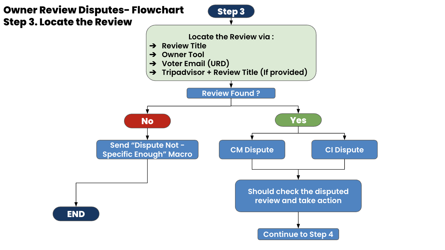 Owner Review Disputes- Flowchart
Step 3. Locate the Review
Step 3
Locate the Review via :
➔ Review Title
➔ Owner Tool
➔ Voter Email (URD)
➔ Tripadvisor + Review Title (If provided)
Review Found ?
No
Yes
Send "Dispute Not -
Specific Enough" Macro
CM Dispute
CI Dispute
Should check the disputed
review and take action
END
Continue to Step 4